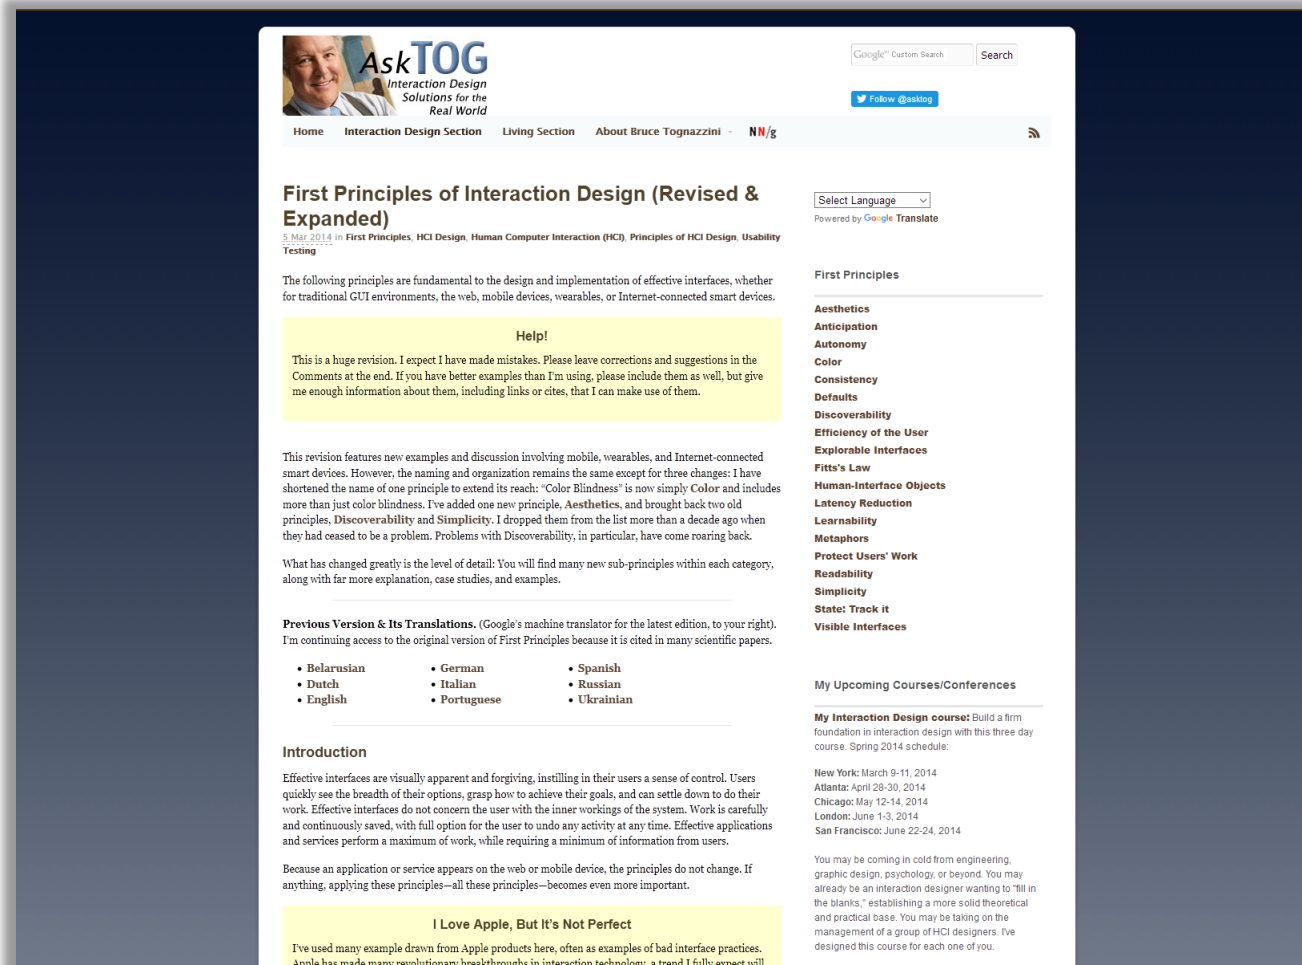 AskTOG
Interaction Design
Solutions for the
Real World
Google™ Custom Search
Search
Follow @asktog
Home
Interaction Design Section
Living Section
About Bruce Tognazzini
NN/g
First Principles of Interaction Design (Revised &
Expanded)
5 Mar 2014 in First Principles, HCI Design, Human Computer Interaction (HCI), Principles of HCI Design, Usability
Testing
The following principles are fundamental to the design and implementation of effective interfaces, whether
for traditional GUI environments, the web, mobile devices, wearables, or Internet-connected smart devices.
Help!
This is a huge revision. I expect I have made mistakes. Please leave corrections and suggestions in the
Comments at the end. If you have better examples than I'm using, please include them as well, but give
me enough information about them, including links or cites, that I can make use of them.
This revision features new examples and discussion involving mobile, wearables, and Internet-connected
smart devices. However, the naming and organization remains the same except for three changes: I have
shortened the name of one principle to extend its reach: “Color Blindness” is now simply Color and includes
more than just color blindness. I've added one new principle, Aesthetics, and brought back two old
principles, Discoverability and Simplicity. I dropped them from the list more than a decade ago when
they had ceased to be a problem. Problems with Discoverability, in particular, have come roaring back.
What has changed greatly is the level of detail: You will find many new sub-principles within each category,
along with far more explanation, case studies, and examples.
Previous Version & Its Translations. (Google's machine translator for the latest edition, to your right).
I'm continuing access to the original version of First Principles because it is cited in many scientific papers.
• Belarusian
• Dutch
• English
• German
• Italian
• Portuguese
• Spanish
• Russian
• Ukrainian
Introduction
Effective interfaces are visually apparent and forgiving, instilling in their users a sense of control. Users
quickly see the breadth of their options, grasp how to achieve their goals, and can settle down to do their
work. Effective interfaces do not concern the user with the inner workings of the system. Work is carefully
and continuously saved, with full option for the user to undo any activity at any time. Effective applications
and services perform a maximum of work, while requiring a minimum of information from users.
Because an application or service appears on the web or mobile device, the principles do not change. If
anything, applying these principles—all these principles—becomes even more important.
I Love Apple, But It's Not Perfect
I've used many example drawn from Apple products here, often as examples of bad interface practices.
Apple has made many revolutionary breakthroughs in interaction technology, a trend I fully expect will
Select Language
Powered by Google Translate
First Principles
Aesthetics
Anticipation
Autonomy
Color
Consistency
Defaults
Discoverability
Efficiency of the User
Explorable Interfaces
Fitts's Law
Human-Interface Objects
Latency Reduction
Learnability
Metaphors
Protect Users' Work
Readability
Simplicity
State: Track it
Visible Interfaces
My Upcoming Courses/Conferences
My Interaction Design course: Build a firm
foundation in interaction design with this three day
course. Spring 2014 schedule:
New York: March 9-11, 2014
Atlanta: April 28-30, 2014
Chicago: May 12-14, 2014
London: June 1-3, 2014
San Francisco: June 22-24, 2014
You may be coming in cold from engineering,
graphic design, psychology, or beyond. You may
already be an interaction designer wanting to "fill in
the blanks," establishing a more solid theoretical
and practical base. You may be taking on the
management of a group of HCI designers. I've
designed this course for each one of you.